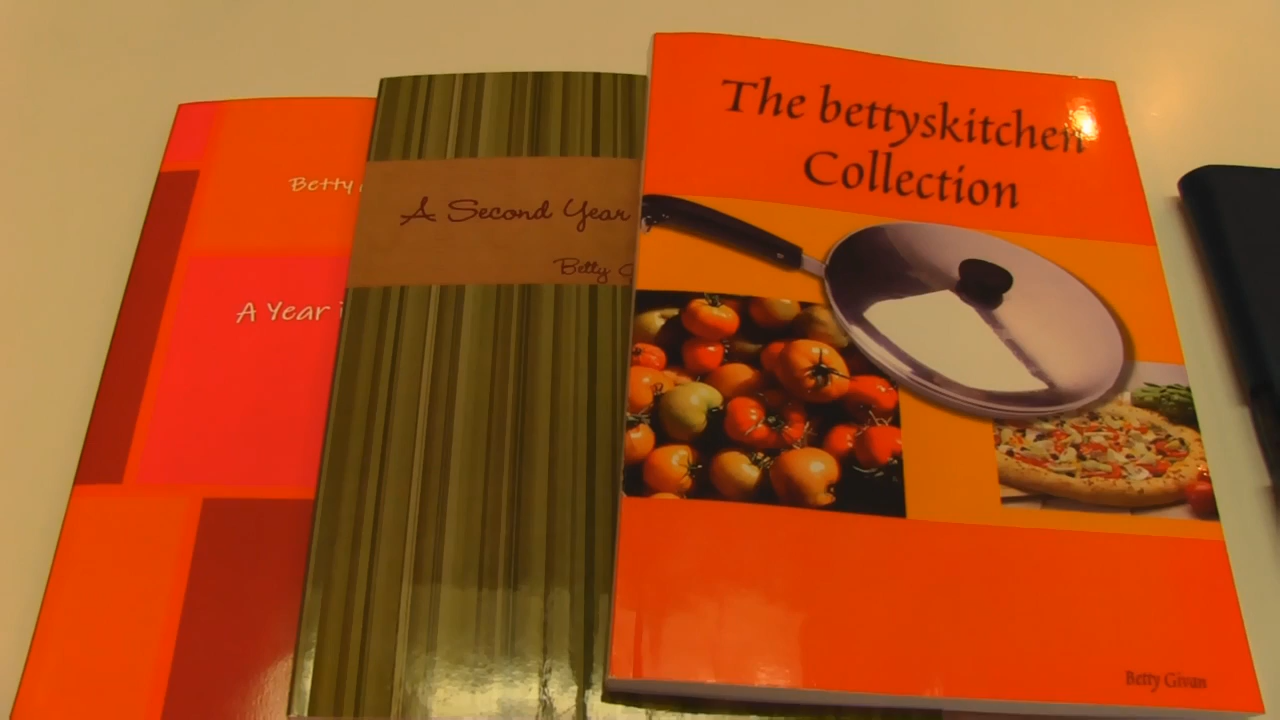 Betty
A Year
A Second Year
Betty
The bettyskitchen
Collection
Betty Givan